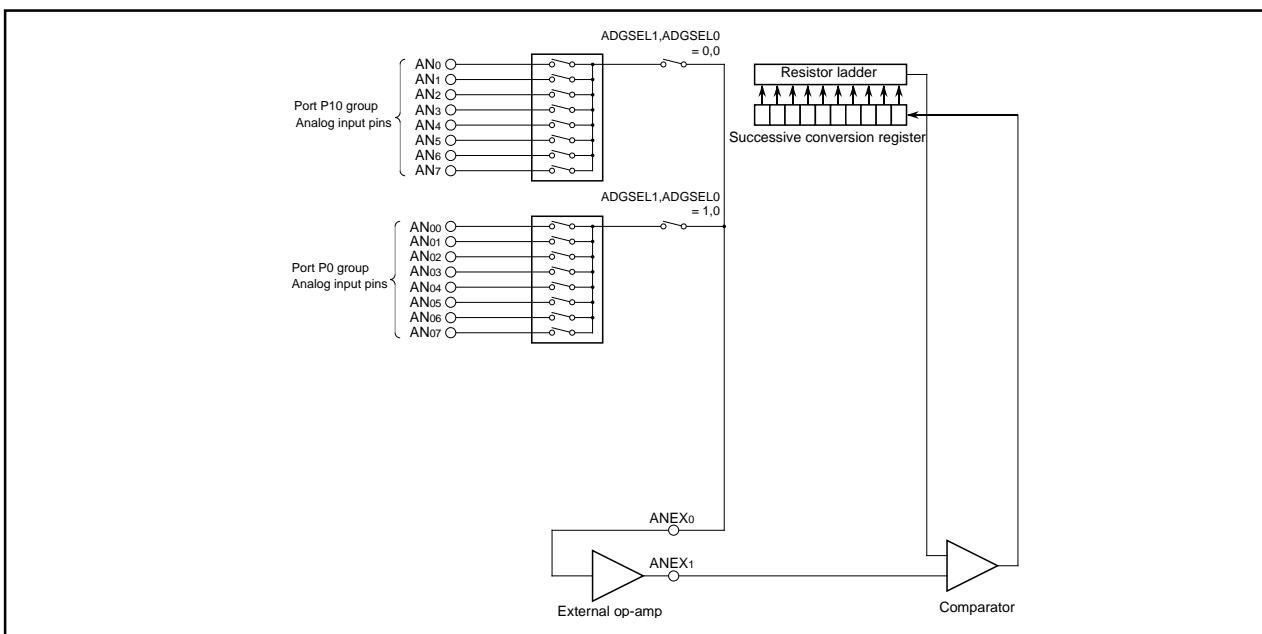 ADGSEL1,ADGSEL0
= 0,0
AN0
AN1
AN2
AN3
AN4
AN5
AN6
AN7
Port P10 group
Analog input pins
Resistor ladder
Successive conversion register
ADGSEL1,ADGSEL0
= 1,0
AN00
AN01
AN02
AN03
AN04
AN05
AN06
AN07
Port P0 group
Analog input pins
ANEX0
ANEX1
External op-amp
Comparator